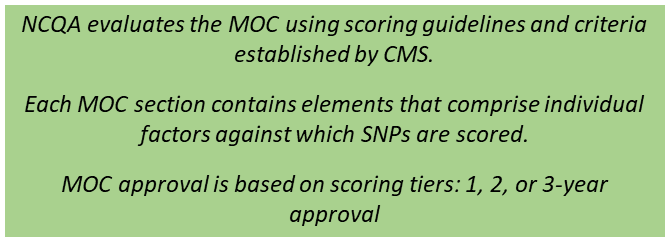 NCQA evaluates the MOC using scoring guidelines and criteria
established by CMS.
Each MOC section contains elements that comprise individual
factors against which SNPs are scored.
MOC approval is based on scoring tiers: 1, 2, or 3-year
approval